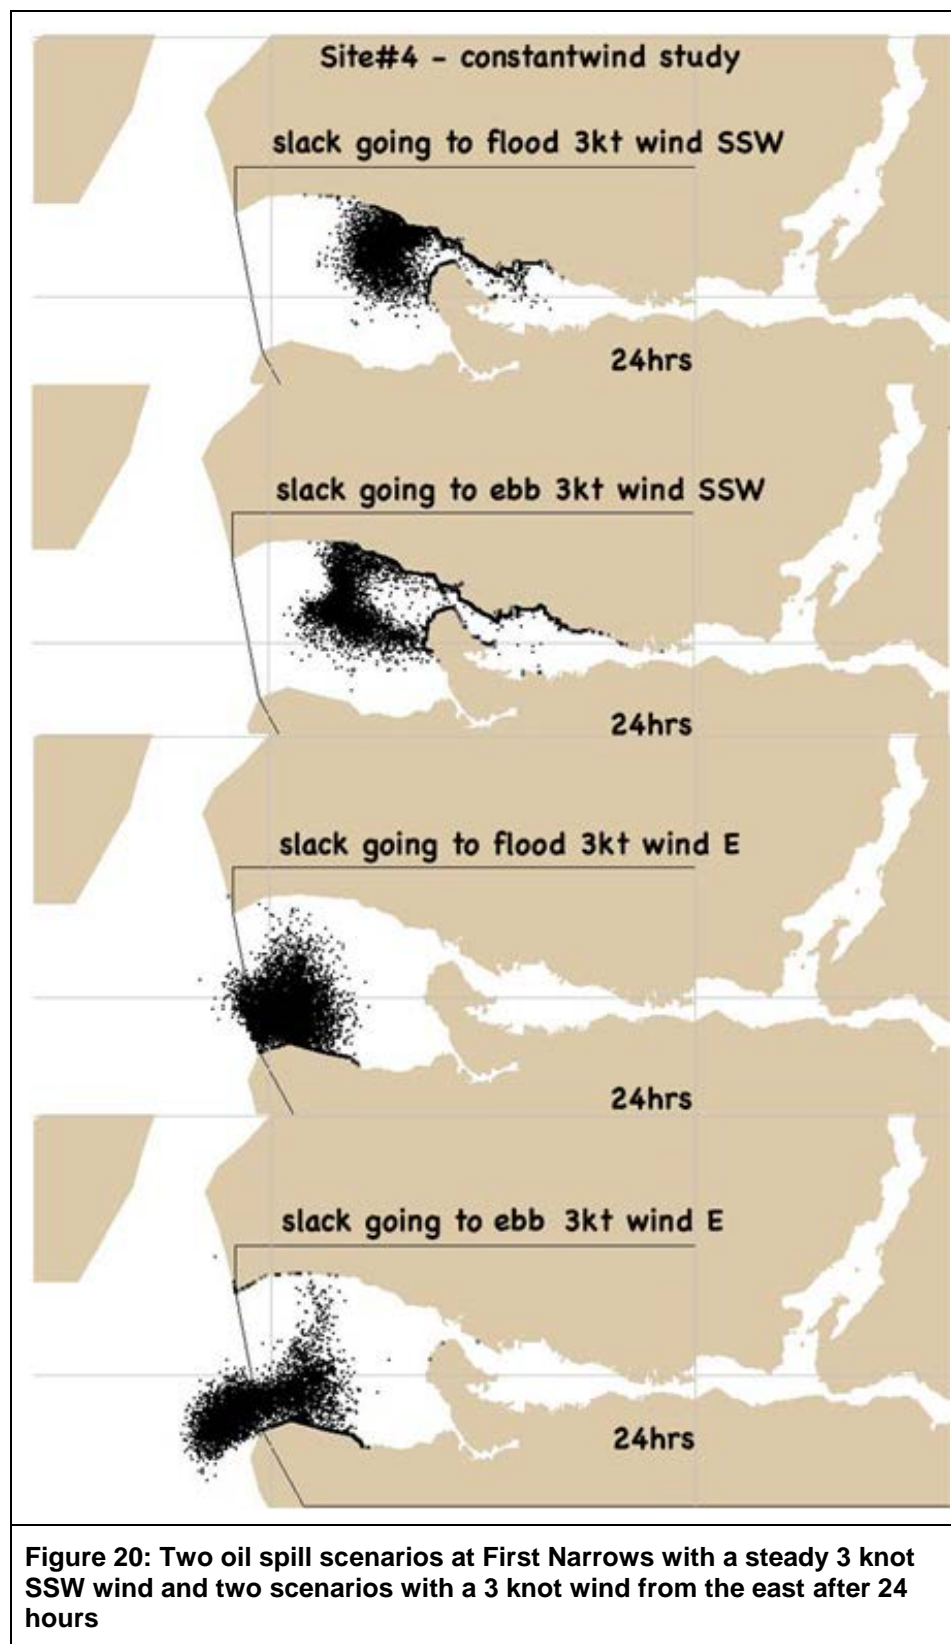 Site#4 - constantwind study
slack going to flood 3kt wind SSW
24hrs
slack going to ebb 3kt wind SSW
24hrs
slack going to flood 3kt wind E
24hrs
slack going to ebb 3kt wind E
24hrs
Figure 20: Two oil spill scenarios at First Narrows with a steady 3 knot
SSW wind and two scenarios with a 3 knot wind from the east after 24
hours